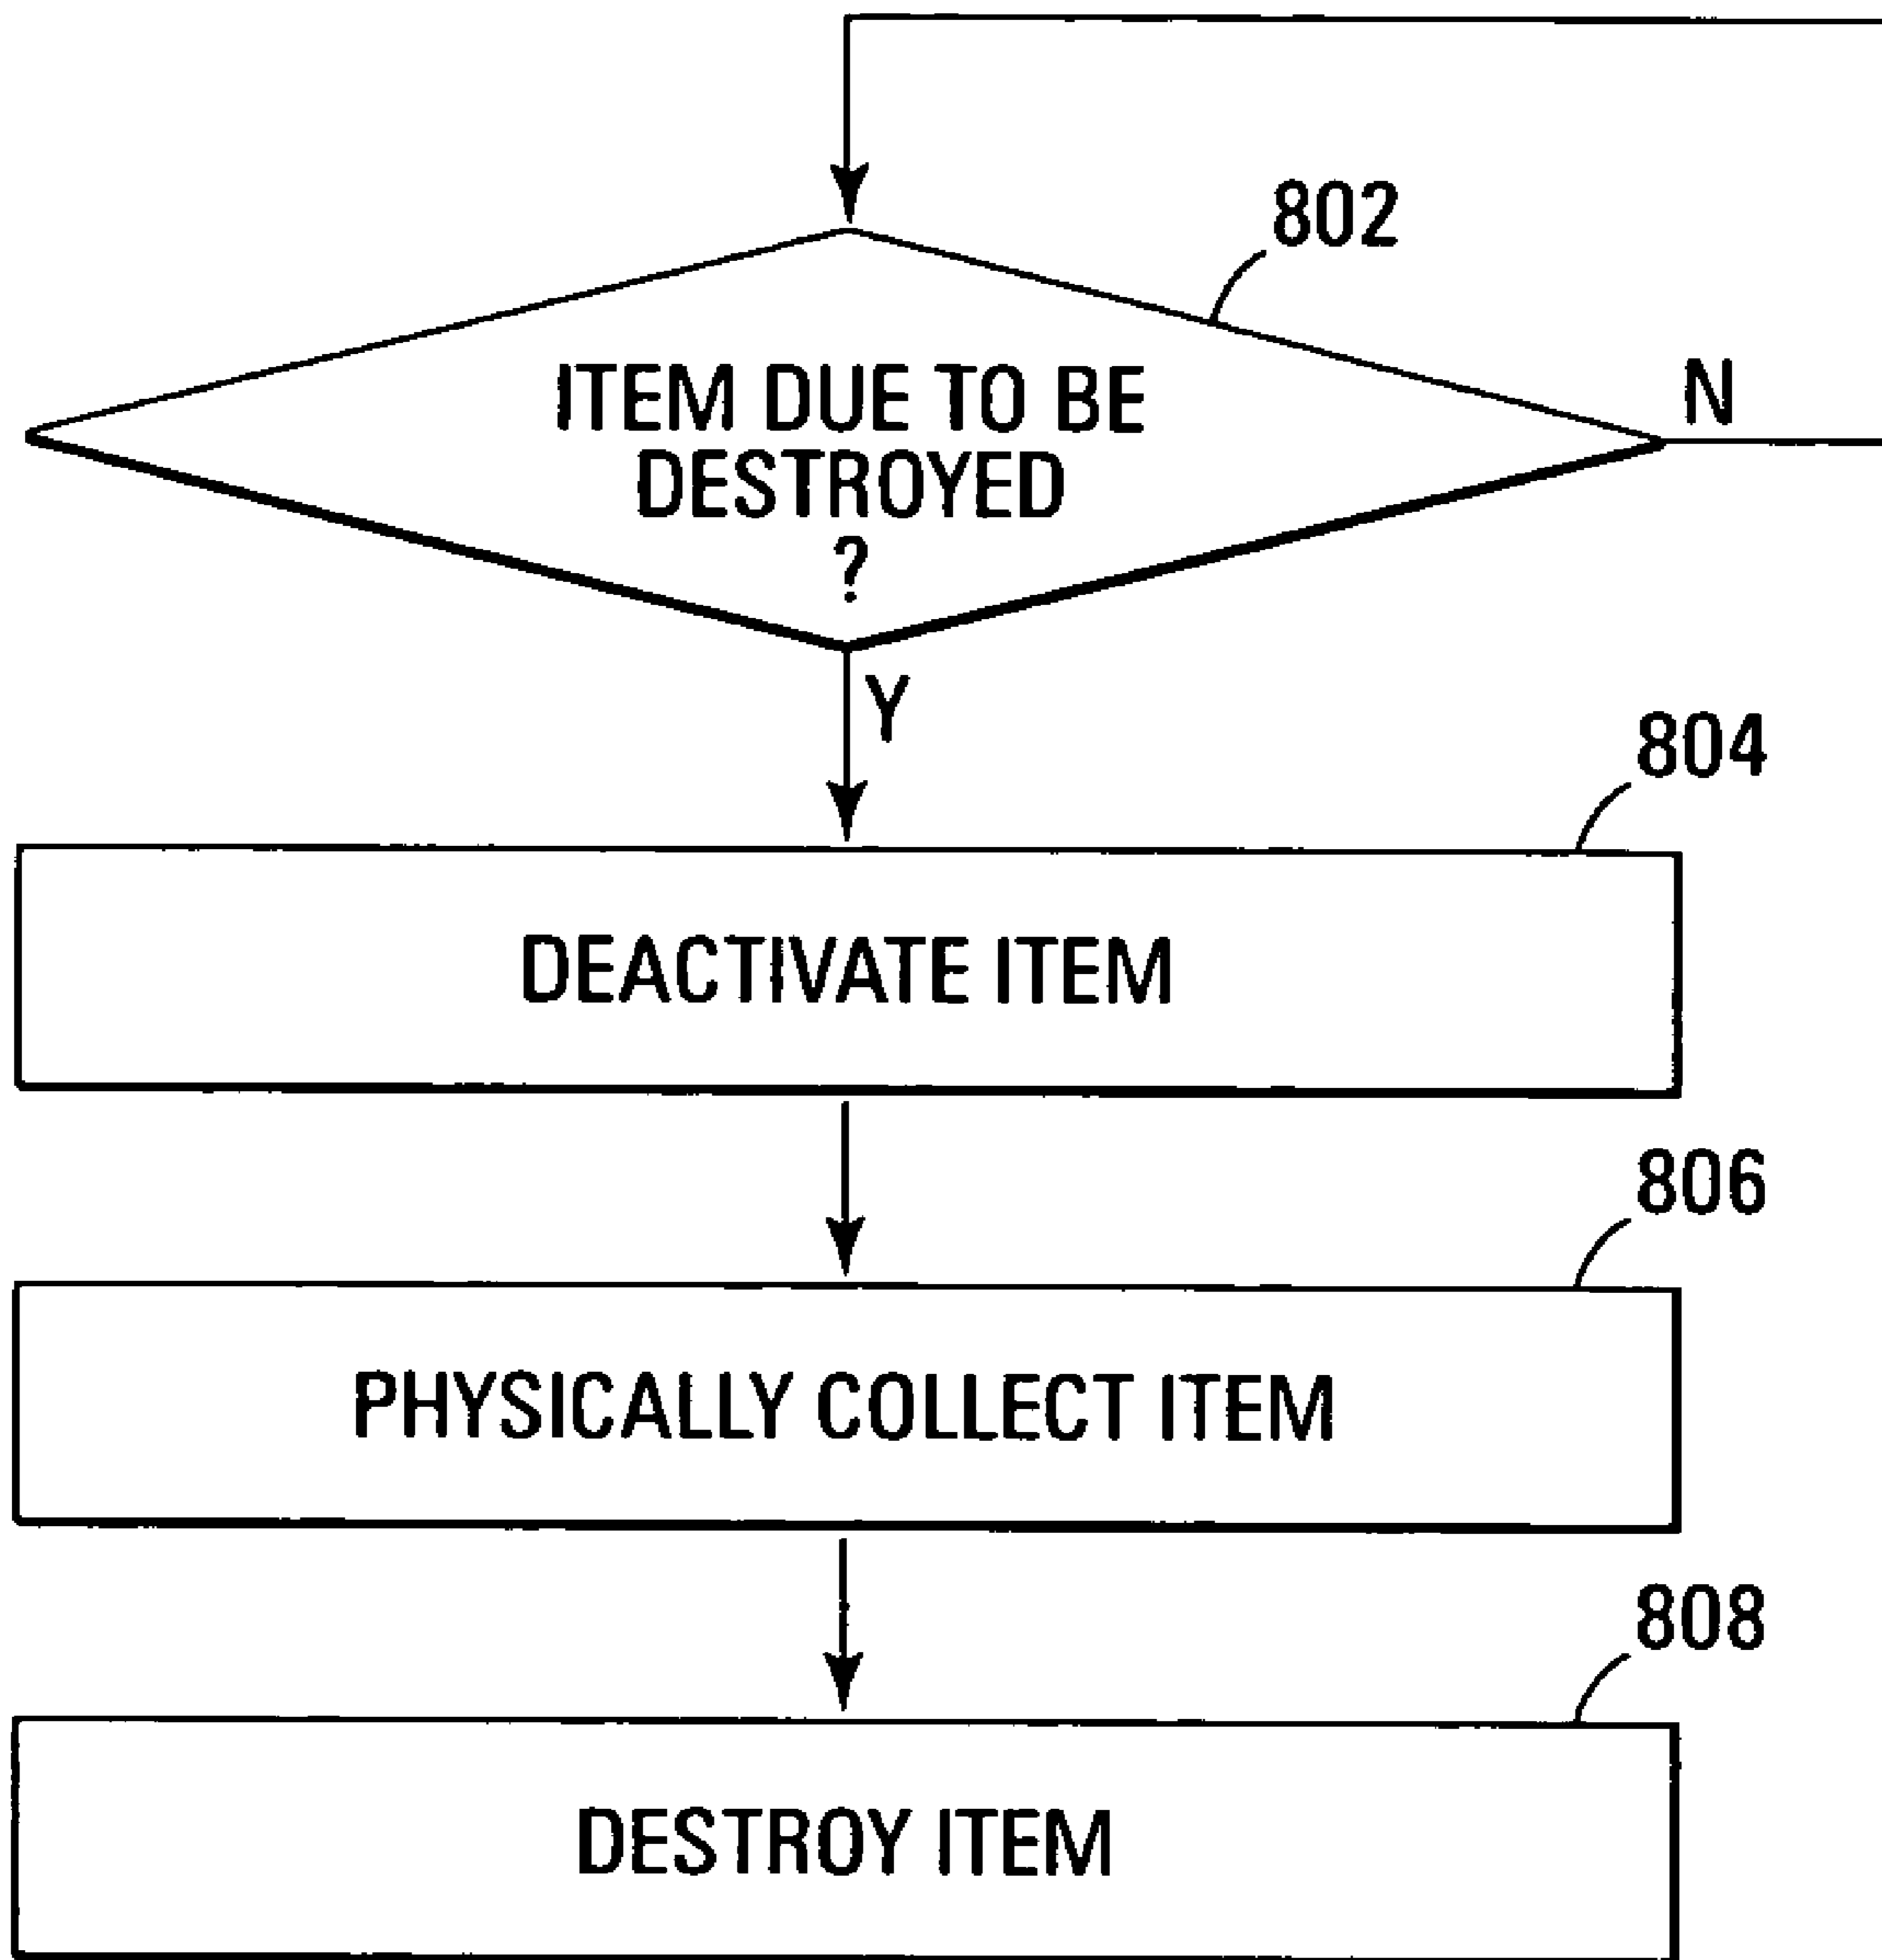 802
ITEM DUE TO BE
DESTROYED
?
N
Y
804
DEACTIVATE ITEM
806
PHYSICALLY COLLECT ITEM
808
DESTROY ITEM